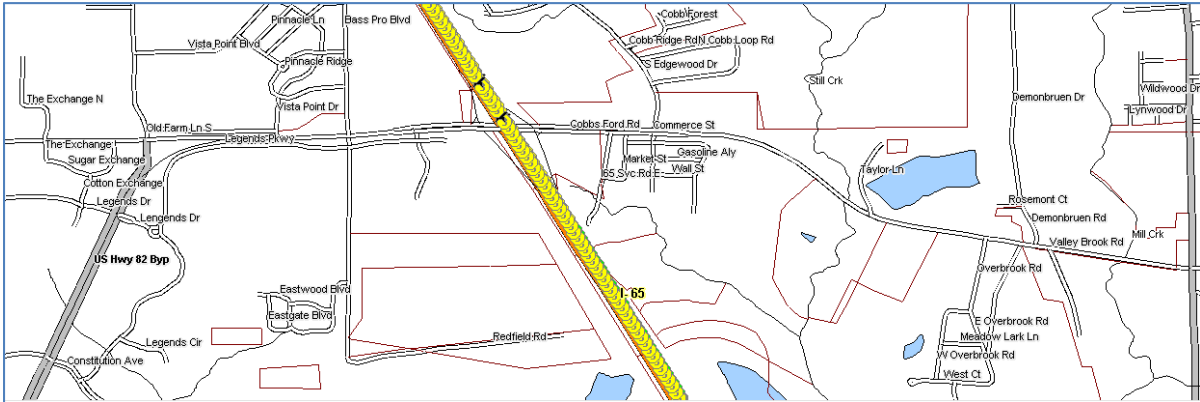 Pinnacle Ln
Bass Pro Blvd
Cobb Forest
Vista Point Blvd
Cobb Ridge Rd N Cobb Loop Rd
Pinnacle Ridge
S Edgewood Dr
Still Crk
Wildwood Dr
The Exchange N
Vista Point Dr
Demonbruen Dr
Lynwood Dr
Old Farm Ln S
Cobbs Ford Rd
Commerce St
Legends Pkwy
The Exchange
Gasoline Aly
Sugar Exchange
Market St
Wall St
I65 Svc Rd E
Taylor Ln
Cotton Exchange
Legends Dr
Rosemont Ct
Lengends Dr
Demonbruen Rd
Mill Crk
Valley Brook Rd
US Hwy 82 Byp
Overbrook Rd
Eastwood Blvd
I-65
Eastgate Blvd
E Overbrook Rd
Redfield Rd
Meadow Lark Ln
Legends Cir
W Overbrook Rd
Constitution Ave
West Ct